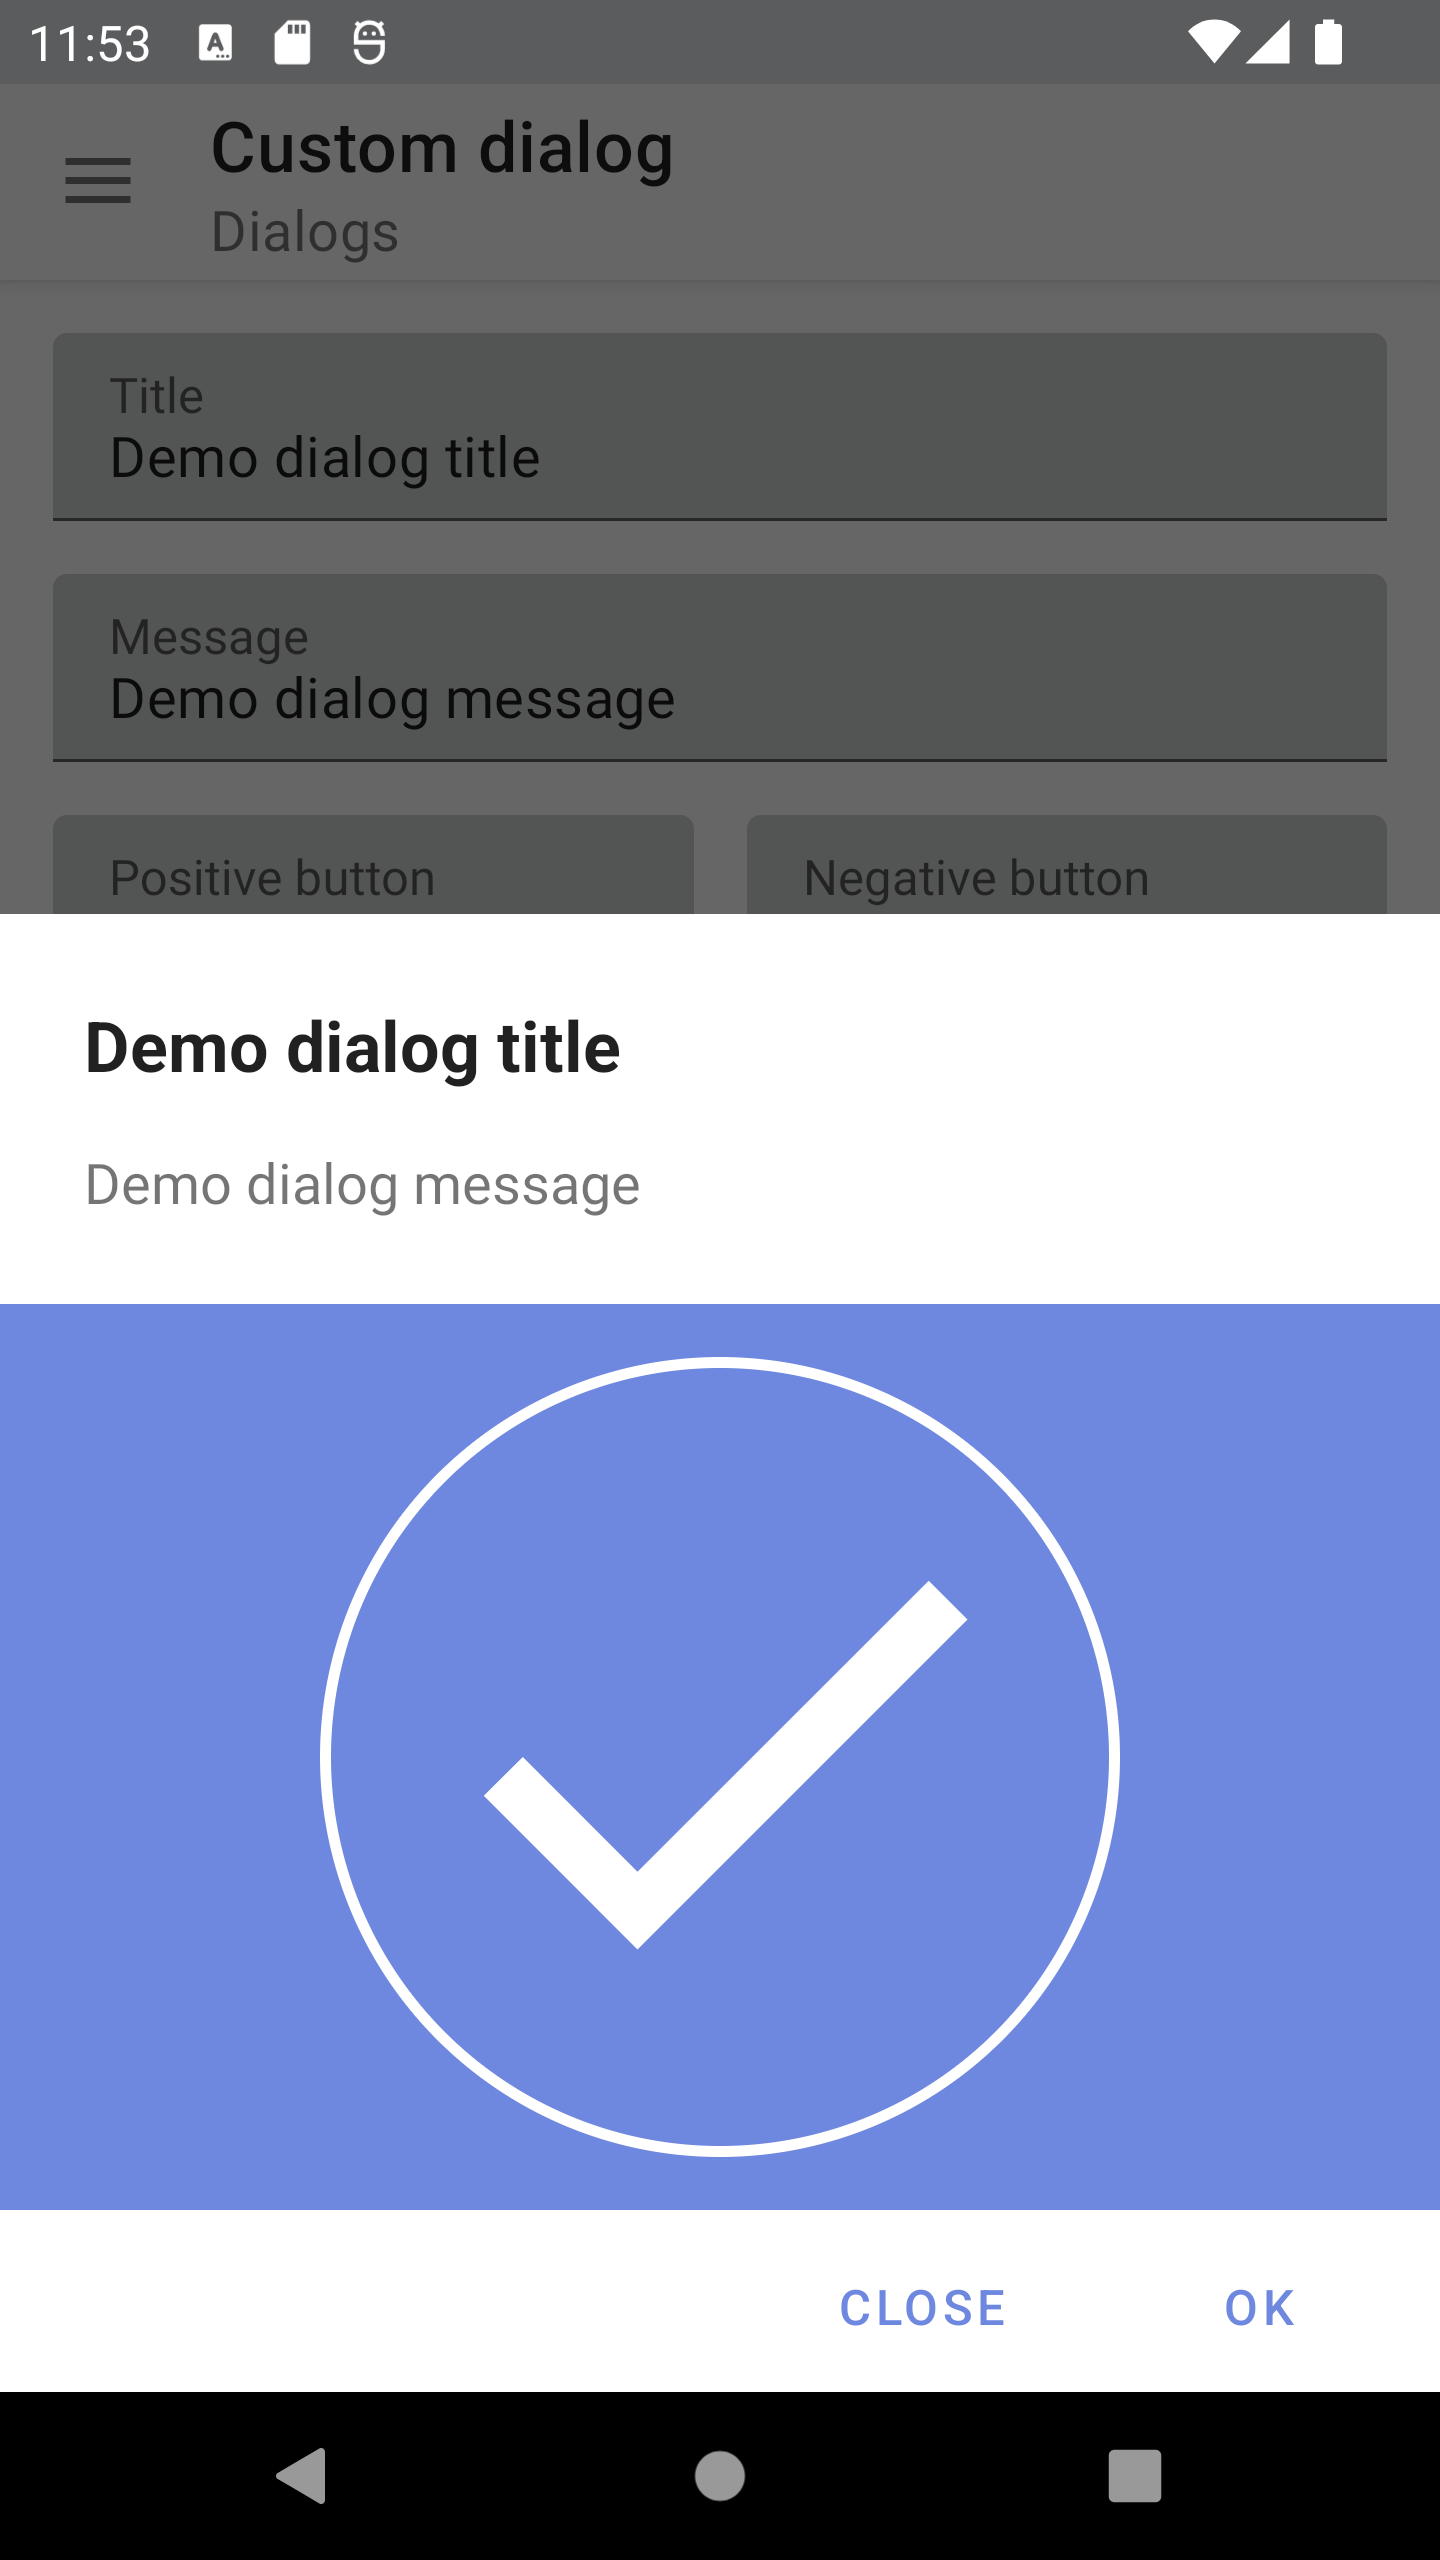 11:53
Custom dialog
Dialogs
Title
Demo dialog title
Message
Demo dialog message
Positive button
Negative button
Demo dialog title
Demo dialog message
CLOSE
OK